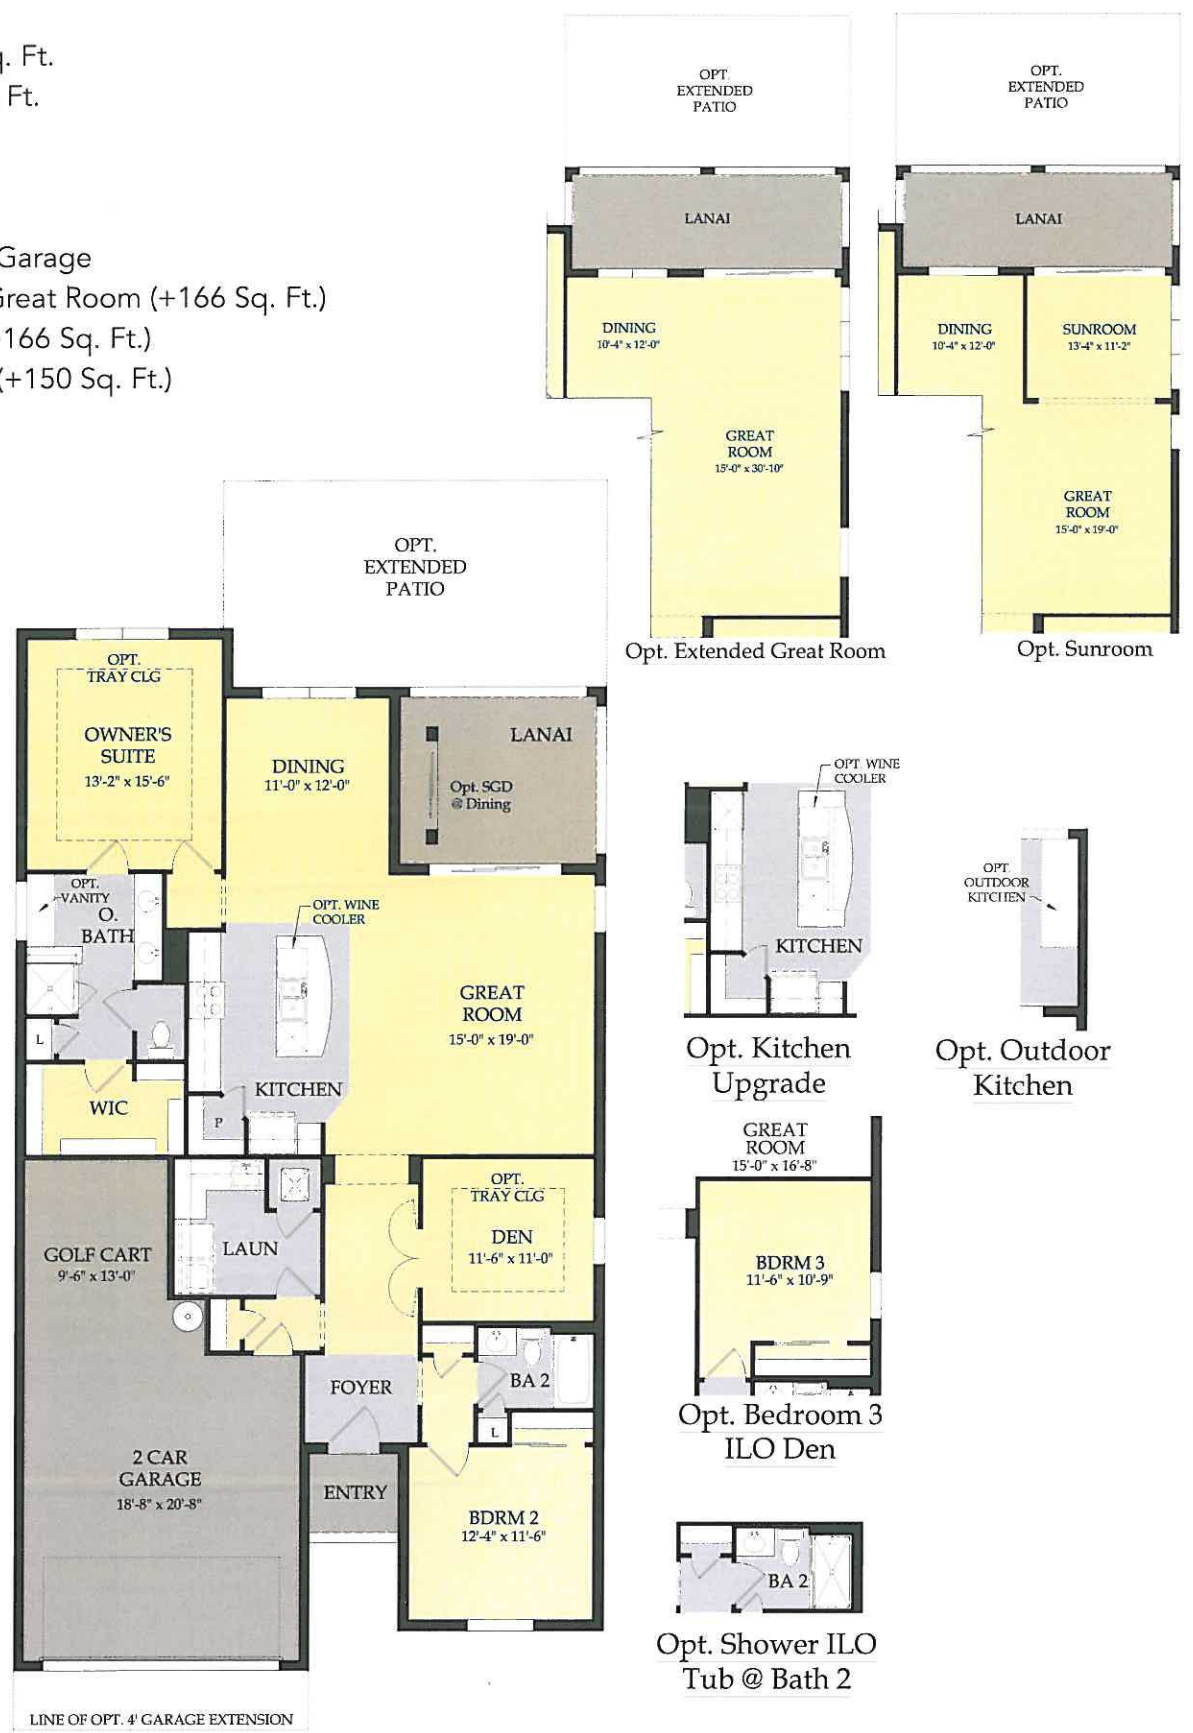 q. Ft.
Ft.
Garage
Great Room (+166 Sq. Ft.)
166 Sq. Ft.)
(+150 Sq. Ft.)
OPT.
EXTENDED
PATIO
LANAI
DINING
10'-4" x 12'-0"
GREAT
ROOM
15'-0" x 30'-10"
Opt. Extended Great Room
OPT.
EXTENDED
PATIO
LANAI
DINING
10'-4" x 12'-0"
SUNROOM
13'-4" x 11'-2"
GREAT
ROOM
15'-0" x 19'-0"
Opt. Sunroom
OPT.
EXTENDED
PATIO
OPT.
TRAY CLG
OWNER'S
SUITE
13'-2" x 15'-6"
DINING
11'-0" x 12'-0"
LANAI
Opt. SGD
@ Dining
OPT.
VANITY
O.
BATH
OPT. WINE
COOLER
GREAT
ROOM
15'-0" x 19'-0"
L
KITCHEN
WIC
P
OPT.
TRAY CLG
DEN
11'-6" x 11'-0"
LAUN
GOLF CART
9'-6" x 13'-0"
FOYER
BA 2
L
2 CAR
GARAGE
18'-8" x 20'-8"
ENTRY
BDRM 2
12'-4" x 11'-6"
LINE OF OPT. 4' GARAGE EXTENSION
OPT. WINE
COOLER
KITCHEN
Opt. Kitchen
Upgrade
OPT.
OUTDOOR
KITCHEN
Opt. Outdoor
Kitchen
GREAT
ROOM
15'-0" x 16'-8"
BDRM 3
11'-6" x 10'-9"
Opt. Bedroom 3
ILO Den
BA 2
Opt. Shower ILO
Tub @ Bath 2